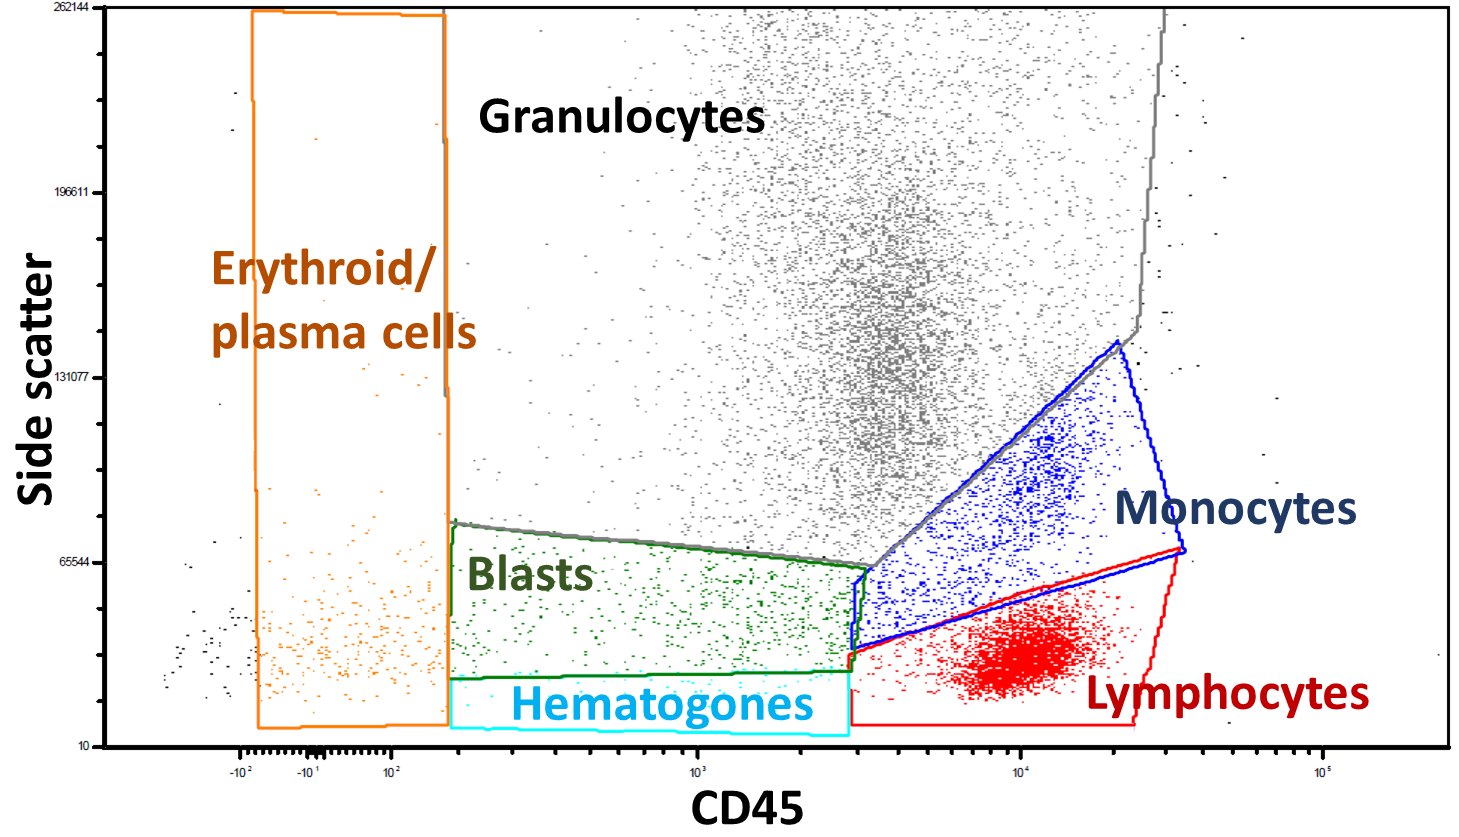 262144
Granulocytes
196611
Erythroid/
plasma cells
Side scatter
131077
Monocytes
65544
Blasts
Hematogones
Lymphocytes
10
-10² -10¹ 10² 10³ 10⁴ 10⁵
CD45